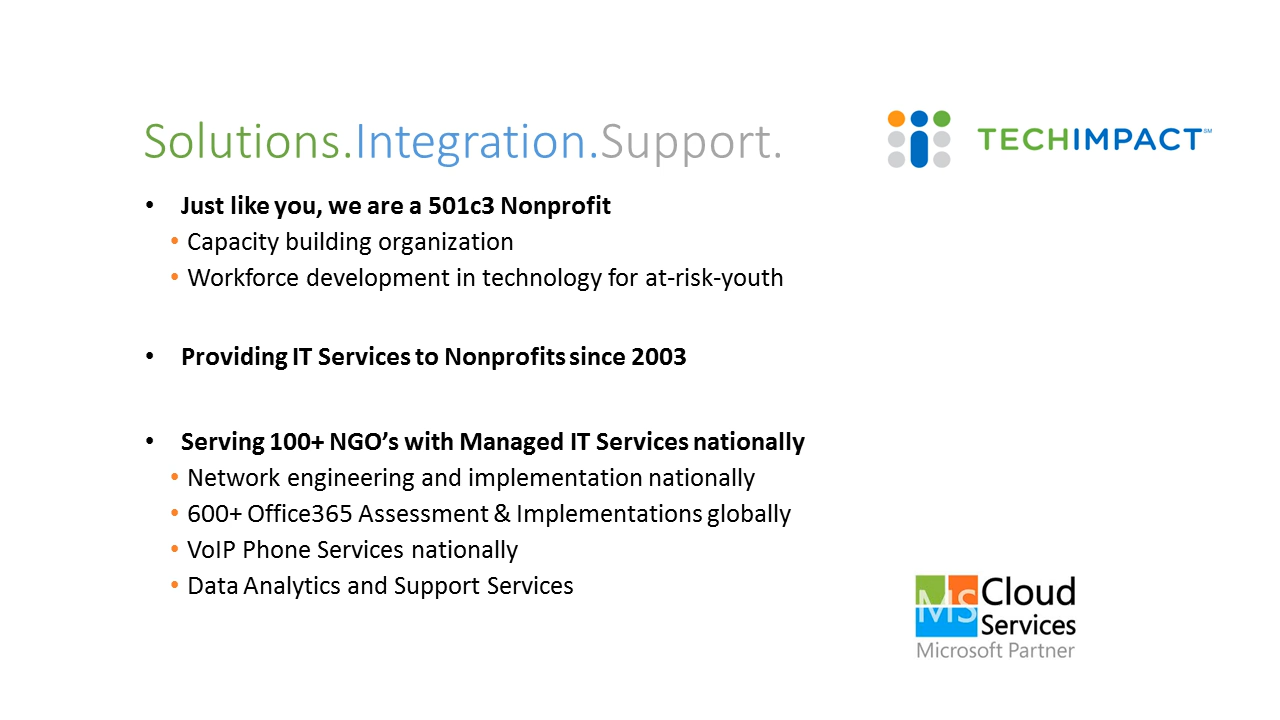 Solutions.Integration.Support.
TECHIMPACT℠
• Just like you, we are a 501c3 Nonprofit
• Capacity building organization
• Workforce development in technology for at-risk-youth
• Providing IT Services to Nonprofits since 2003
• Serving 100+ NGO’s with Managed IT Services nationally
• Network engineering and implementation nationally
• 600+ Office365 Assessment & Implementations globally
• VoIP Phone Services nationally
• Data Analytics and Support Services
MS Cloud
Services
Microsoft Partner